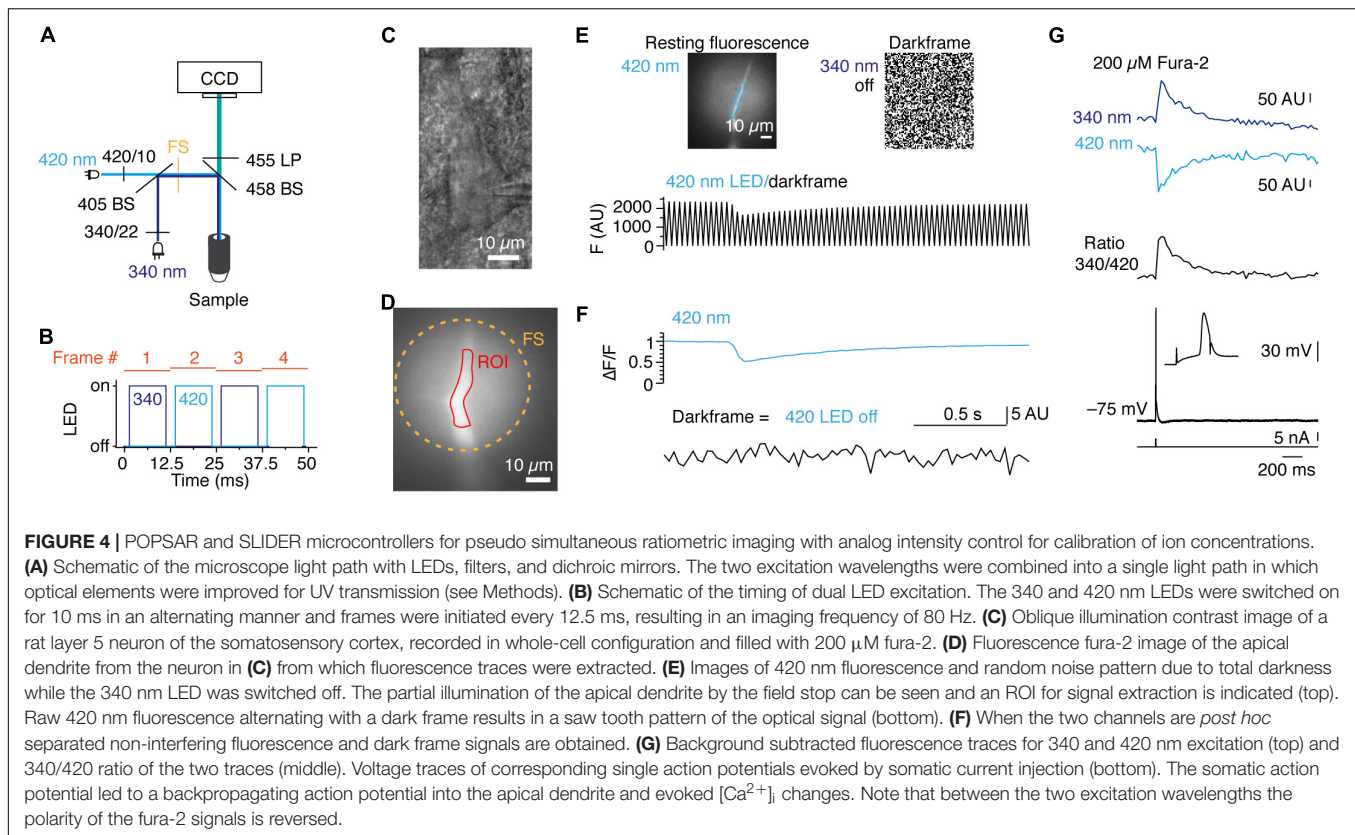 A
CCD
FS
420 nm
420/10
455 LP
458 BS
405 BS
340/22
340 nm
Sample
B
Frame #
1
2
3
4
on
340
420
LED
off
0
12.5
25
37.5
50
Time (ms)
C
10 µm
D
FS
ROI
10 µm
E
Resting fluorescence
420 nm
10 µm
Darkframe
340 nm
off
420 nm LED/darkframe
F (AU)
2000
1000
0
F
420 nm
ΔF/F
1
0.5
0
Darkframe = 420 LED off
0.5 s
5 AU
G
200 µM Fura-2
50 AU
340 nm
420 nm
50 AU
Ratio
340/420
30 mV
–75 mV
5 nA
200 ms
FIGURE 4 | POPSAR and SLIDER microcontrollers for pseudo simultaneous ratiometric imaging with analog intensity control for calibration of ion concentrations.
(A) Schematic of the microscope light path with LEDs, filters, and dichroic mirrors. The two excitation wavelengths were combined into a single light path in which
optical elements were improved for UV transmission (see Methods). (B) Schematic of the timing of dual LED excitation. The 340 and 420 nm LEDs were switched on
for 10 ms in an alternating manner and frames were initiated every 12.5 ms, resulting in an imaging frequency of 80 Hz. (C) Oblique illumination contrast image of a
rat layer 5 neuron of the somatosensory cortex, recorded in whole-cell configuration and filled with 200 µM fura-2. (D) Fluorescence fura-2 image of the apical
dendrite from the neuron in (C) from which fluorescence traces were extracted. (E) Images of 420 nm fluorescence and random noise pattern due to total darkness
while the 340 nm LED was switched off. The partial illumination of the apical dendrite by the field stop can be seen and an ROI for signal extraction is indicated (top).
Raw 420 nm fluorescence alternating with a dark frame results in a saw tooth pattern of the optical signal (bottom). (F) When the two channels are post hoc
separated non-interfering fluorescence and dark frame signals are obtained. (G) Background subtracted fluorescence traces for 340 and 420 nm excitation (top) and
340/420 ratio of the two traces (middle). Voltage traces of corresponding single action potentials evoked by somatic current injection (bottom). The somatic action
potential led to a backpropagating action potential into the apical dendrite and evoked [Ca²⁺]ᵢ changes. Note that between the two excitation wavelengths the
polarity of the fura-2 signals is reversed.